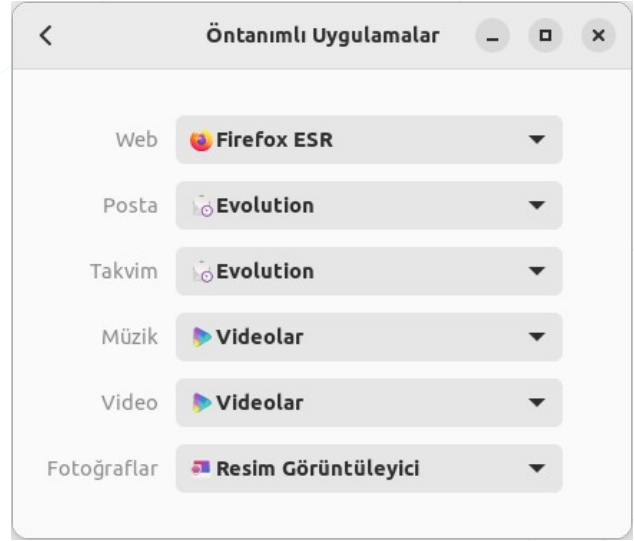 Öntanımlı Uygulamalar
Web Firefox ESR
Posta Evolution
Takvim Evolution
Müzik Videolar
Video Videolar
Fotoğraflar Resim Görüntüleyici